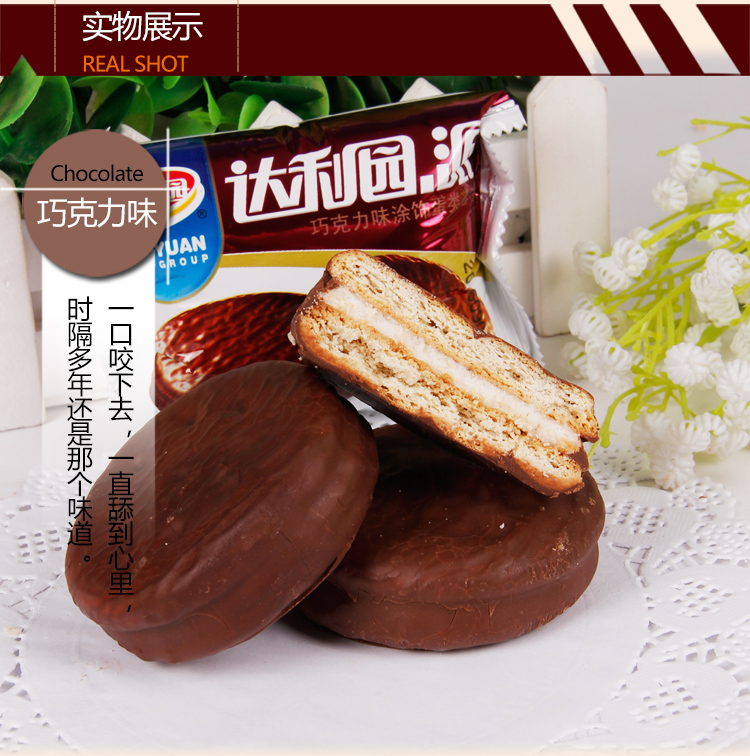 实物展示
REAL SHOT
Chocolate
巧克力味
YUAN
GROUP
®
达利园.派
巧克力味涂饰蛋类
一口咬下去，一直舔到心里，
时隔多年还是那个味道。